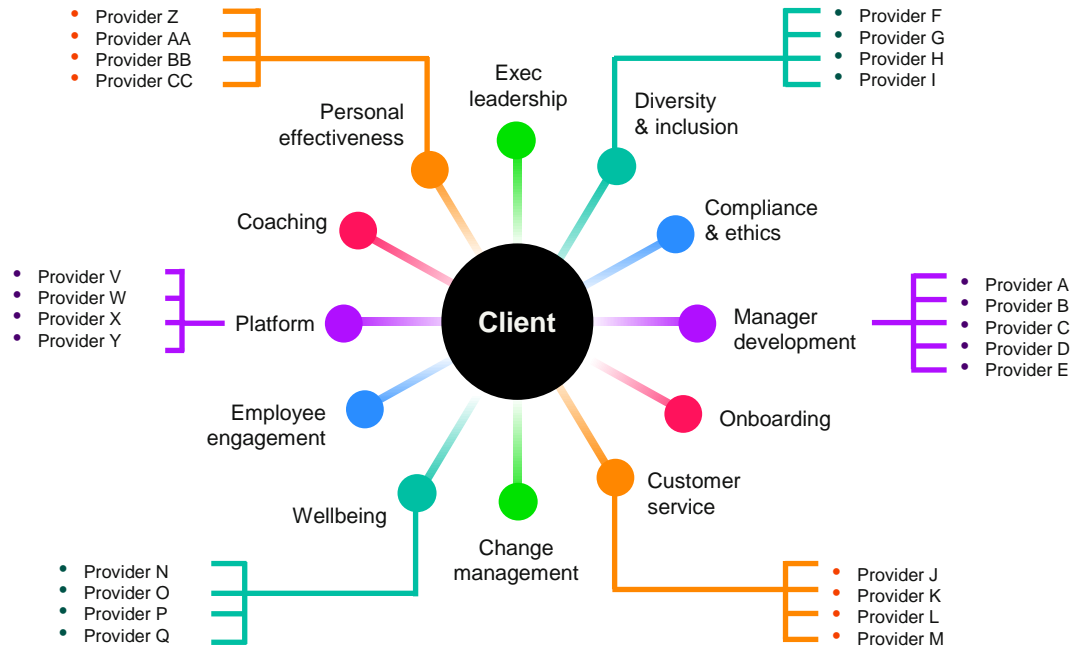 • Provider Z
• Provider AA
• Provider BB
• Provider CC
• Provider F
• Provider G
• Provider H
• Provider I
Exec
leadership
Personal
effectiveness
Diversity
& inclusion
Coaching
Compliance
& ethics
• Provider V
• Provider W
• Provider X
• Provider Y
Platform
Client
Manager
development
• Provider A
• Provider B
• Provider C
• Provider D
• Provider E
Employee
engagement
Onboarding
Wellbeing
Customer
service
Change
management
• Provider N
• Provider O
• Provider P
• Provider Q
• Provider J
• Provider K
• Provider L
• Provider M